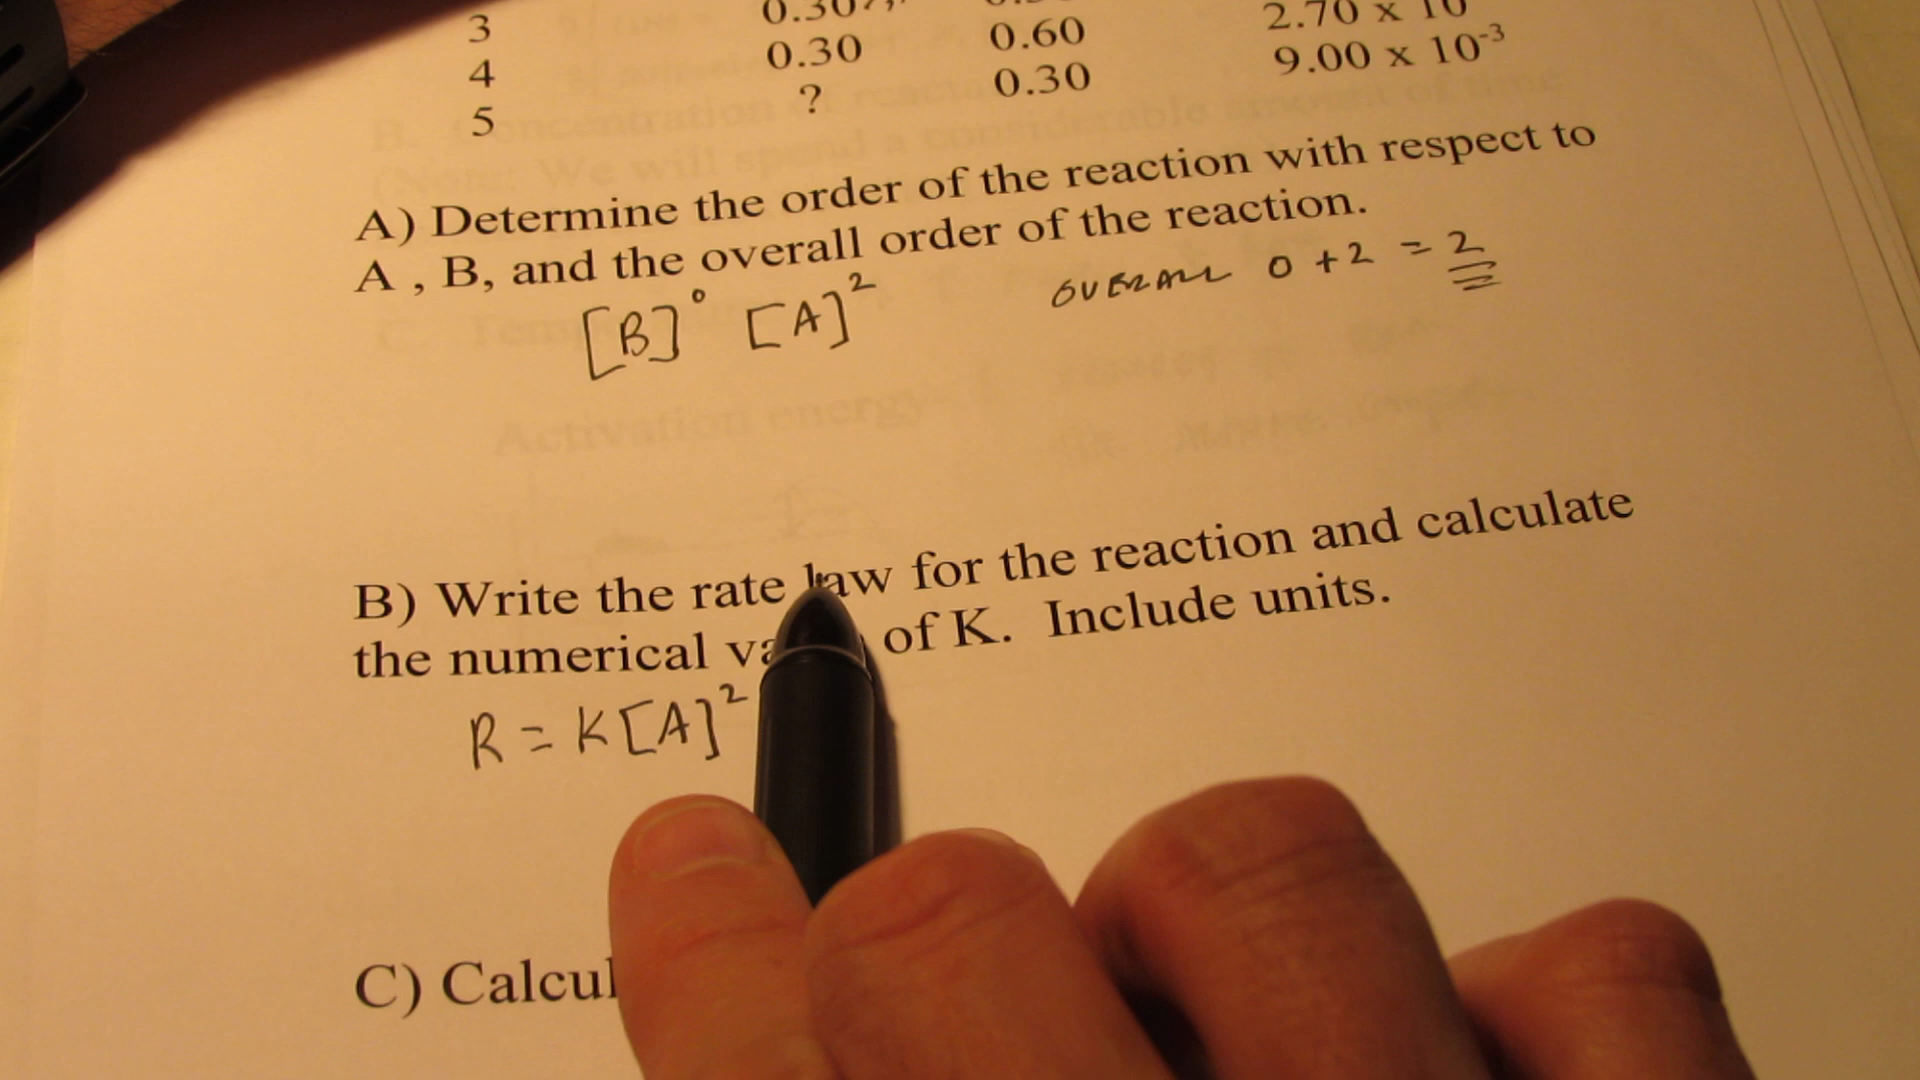 3 0.30
4 0.30 0.60 2.70 x 10
5 ? 0.30 9.00 x 10⁻³
A) Determine the order of the reaction with respect to
A , B, and the overall order of the reaction.
[B]⁰ [A]² OVERALL 0 + 2 = 2
Activation energy
B) Write the rate law for the reaction and calculate
the numerical of K. Include units.
R = K[A]²
C)